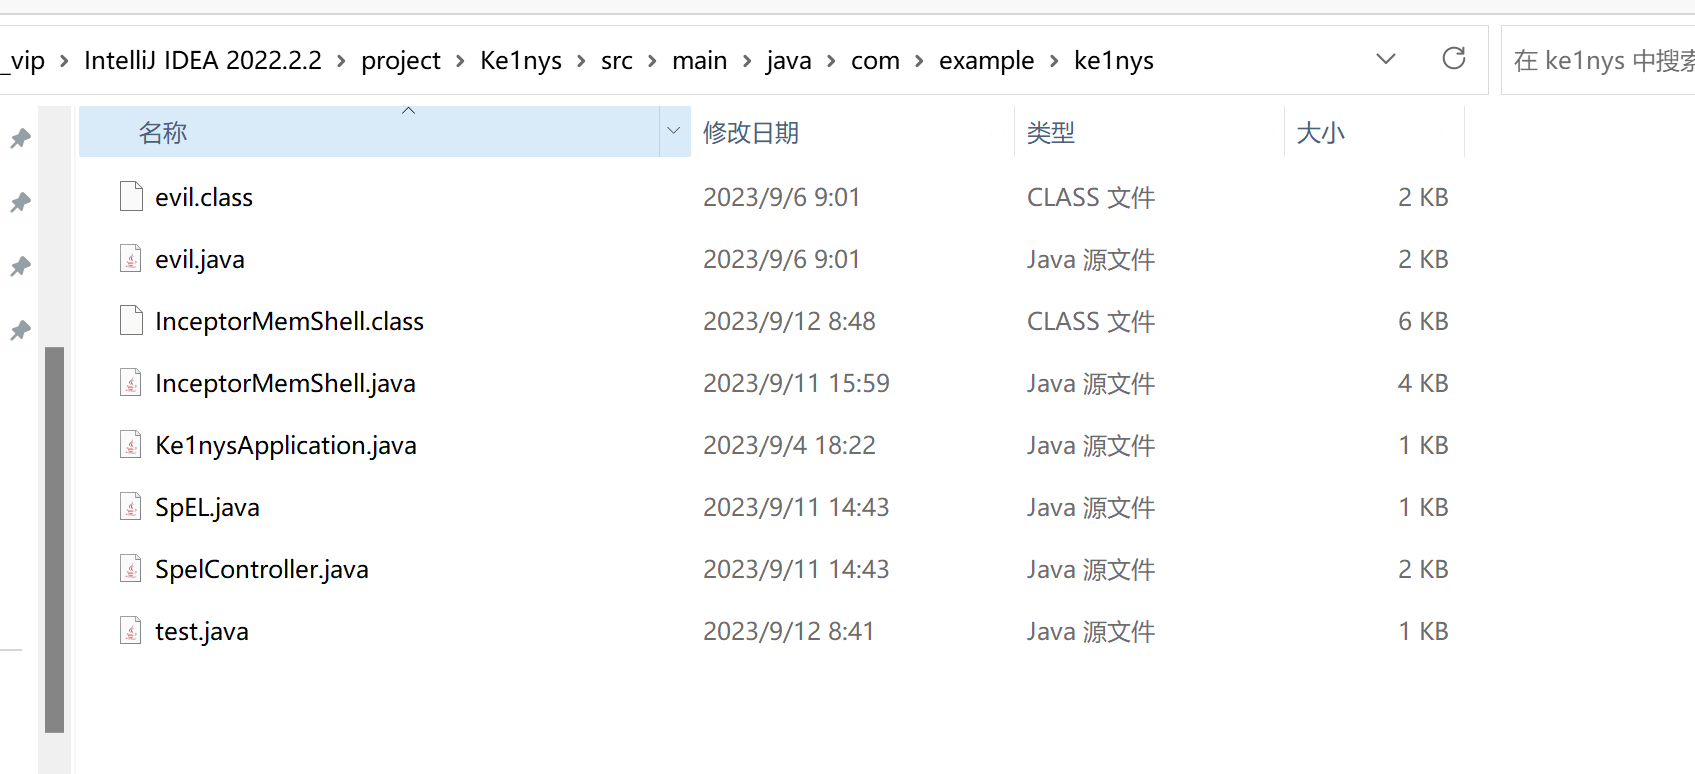 _vip › IntelliJ IDEA 2022.2.2 › project › Ke1nys › src › main › java › com › example › ke1nys 在 ke1nys 中搜索
名称 修改日期 类型 大小
evil.class 2023/9/6 9:01 CLASS 文件 2 KB
evil.java 2023/9/6 9:01 Java 源文件 2 KB
InceptorMemShell.class 2023/9/12 8:48 CLASS 文件 6 KB
InceptorMemShell.java 2023/9/11 15:59 Java 源文件 4 KB
Ke1nysApplication.java 2023/9/4 18:22 Java 源文件 1 KB
SpEL.java 2023/9/11 14:43 Java 源文件 1 KB
SpelController.java 2023/9/11 14:43 Java 源文件 2 KB
test.java 2023/9/12 8:41 Java 源文件 1 KB